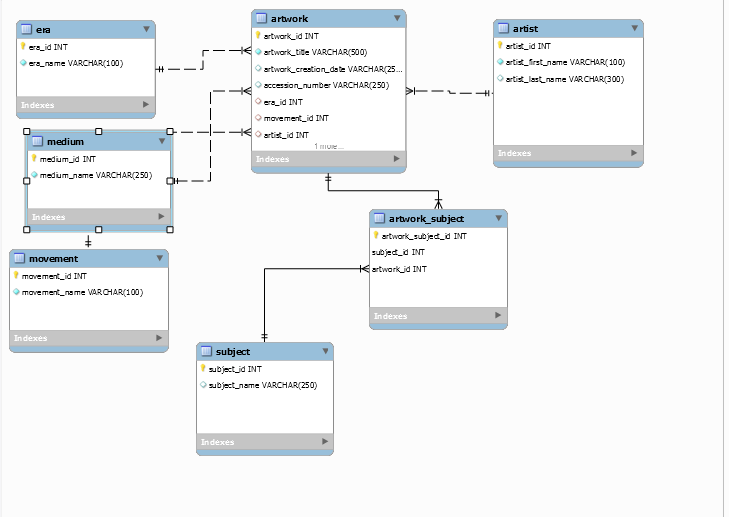 era
era_id INT
era_name VARCHAR(100)
Indexes
artwork
artwork_id INT
artwork_title VARCHAR(500)
artwork_creation_date VARCHAR(25...
accession_number VARCHAR(250)
era_id INT
movement_id INT
artist_id INT
1 more...
Indexes
artist
artist_id INT
artist_first_name VARCHAR(100)
artist_last_name VARCHAR(300)
Indexes
medium
medium_id INT
medium_name VARCHAR(250)
Indexes
movement
movement_id INT
movement_name VARCHAR(100)
Indexes
artwork_subject
artwork_subject_id INT
subject_id INT
artwork_id INT
Indexes
subject
subject_id INT
subject_name VARCHAR(250)
Indexes